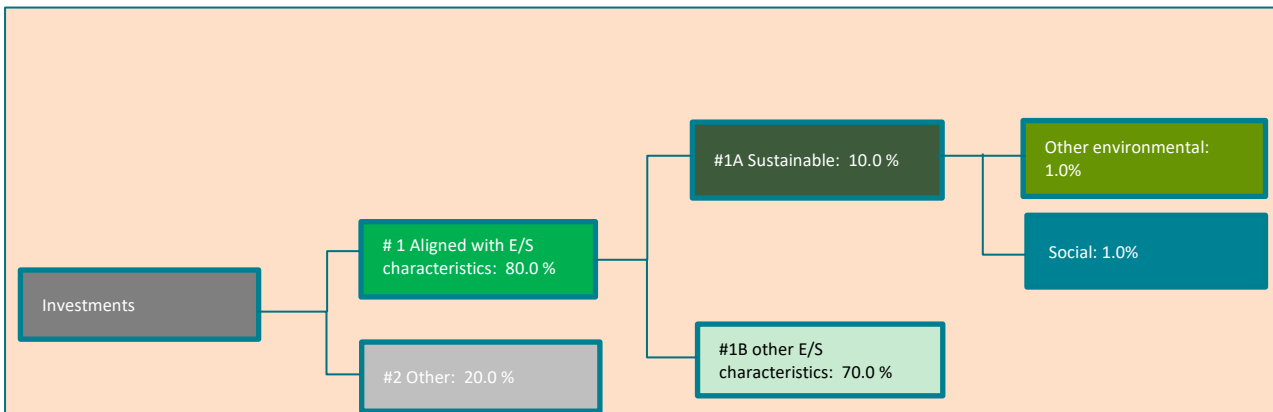 Investments
# 1 Aligned with E/S
characteristics:  80.0 %
#2 Other:  20.0 %
#1A Sustainable:  10.0 %
#1B other E/S
characteristics:  70.0 %
Other environmental:
1.0%
Social: 1.0%